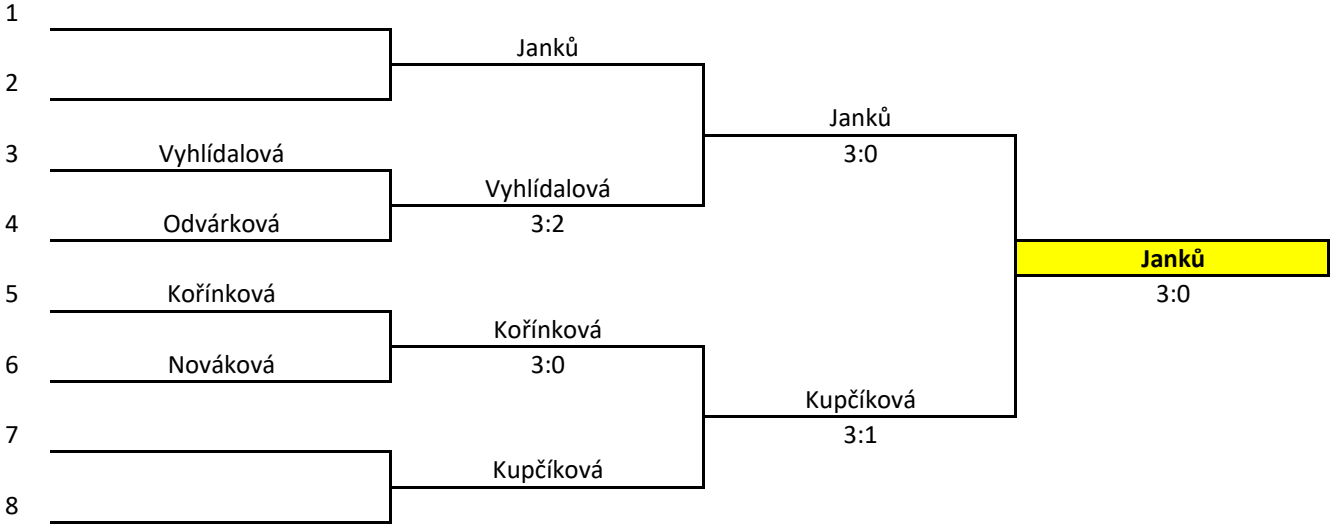 1
Janků
2
Janků
3 Vyhlídalová
3:0
Vyhlídalová
4 Odvárková
3:2
Janků
5 Kořínková
3:0
Kořínková
6 Nováková
3:0
Kupčíková
7
3:1
Kupčíková
8